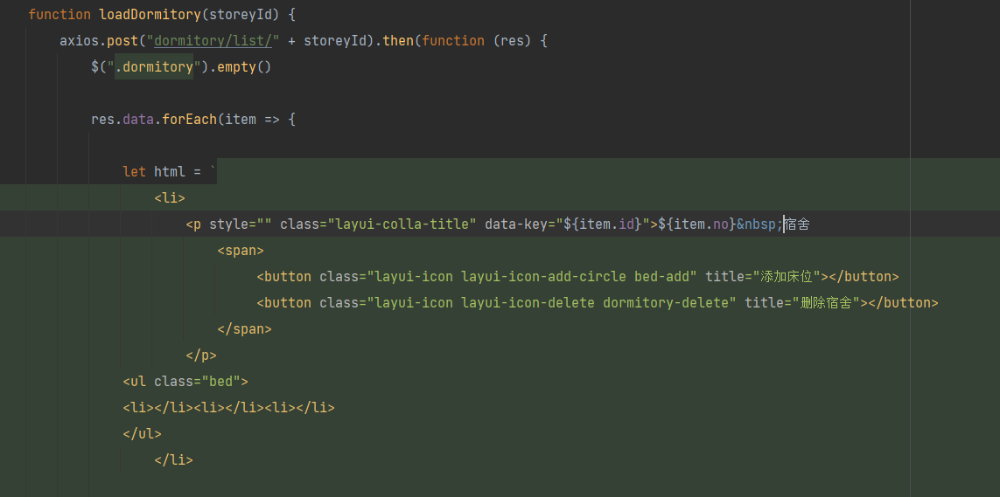 function loadDormitory(storeyId) {
axios.post("dormitory/list/" + storeyId).then(function (res) {
$(".dormitory").empty()
res.data.forEach(item => {
let html = `
<li>
<p style="" class="layui-colla-title" data-key="${item.id}">${item.no}&nbsp;宿舍
<span>
<button class="layui-icon layui-icon-add-circle bed-add" title="添加床位"></button>
<button class="layui-icon layui-icon-delete dormitory-delete" title="删除宿舍"></button>
</span>
</p>
<ul class="bed">
<li></li><li></li><li></li>
</ul>
</li>